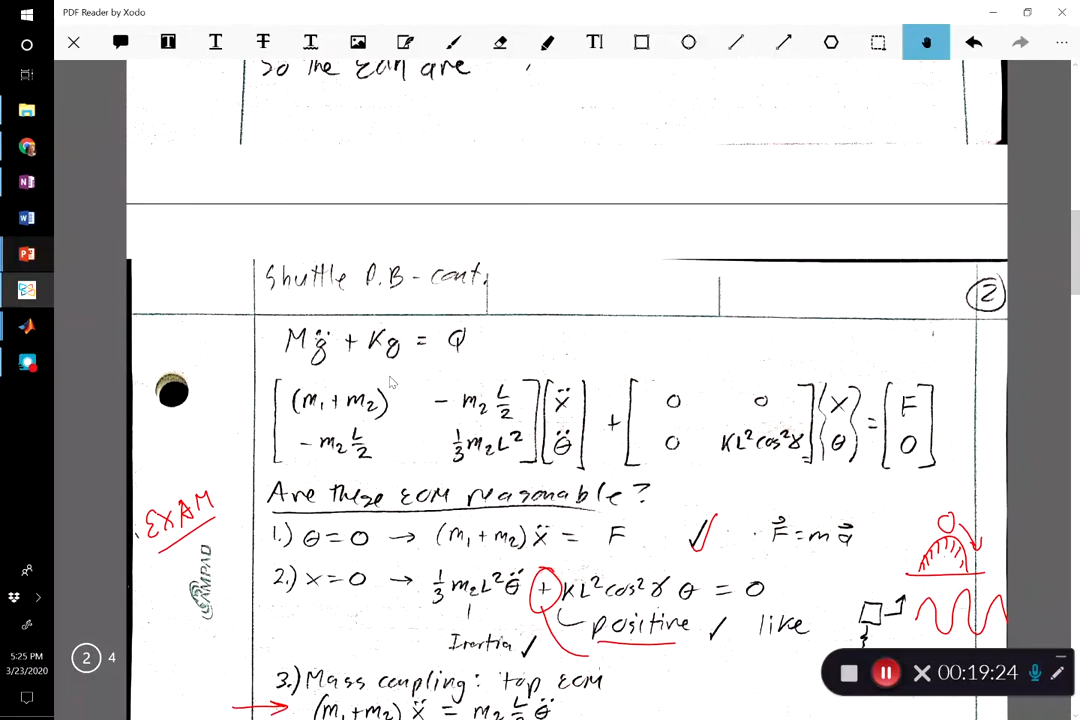 PDF Reader by Xodo
So the EOM are
Shuttle P.B - cont.
2
Mq̈ + Kq = Q
[(m₁+m₂) - m₂ L/2] [ẍ] + [0 0] {x} = [F]
[- m₂ L/2 ⅓ m₂L²] [θ̈] [0 KL²cos²γ] {θ} [0]
Are these EOM reasonable?
EXAM
1.) θ = 0 → (m₁+m₂) ẍ = F ✓ F⃗ = m a⃗
2.) x = 0 → ⅓ m₂L² θ̈ + KL²cos²γ θ = 0
positive ✓ like
Inertia ✓
3.) Mass coupling: top EOM
→ (m₁+m₂) ẍ = m₂ L/2 θ̈
AMPAD
2 4
00:19:24
5:25 PM
3/23/2020